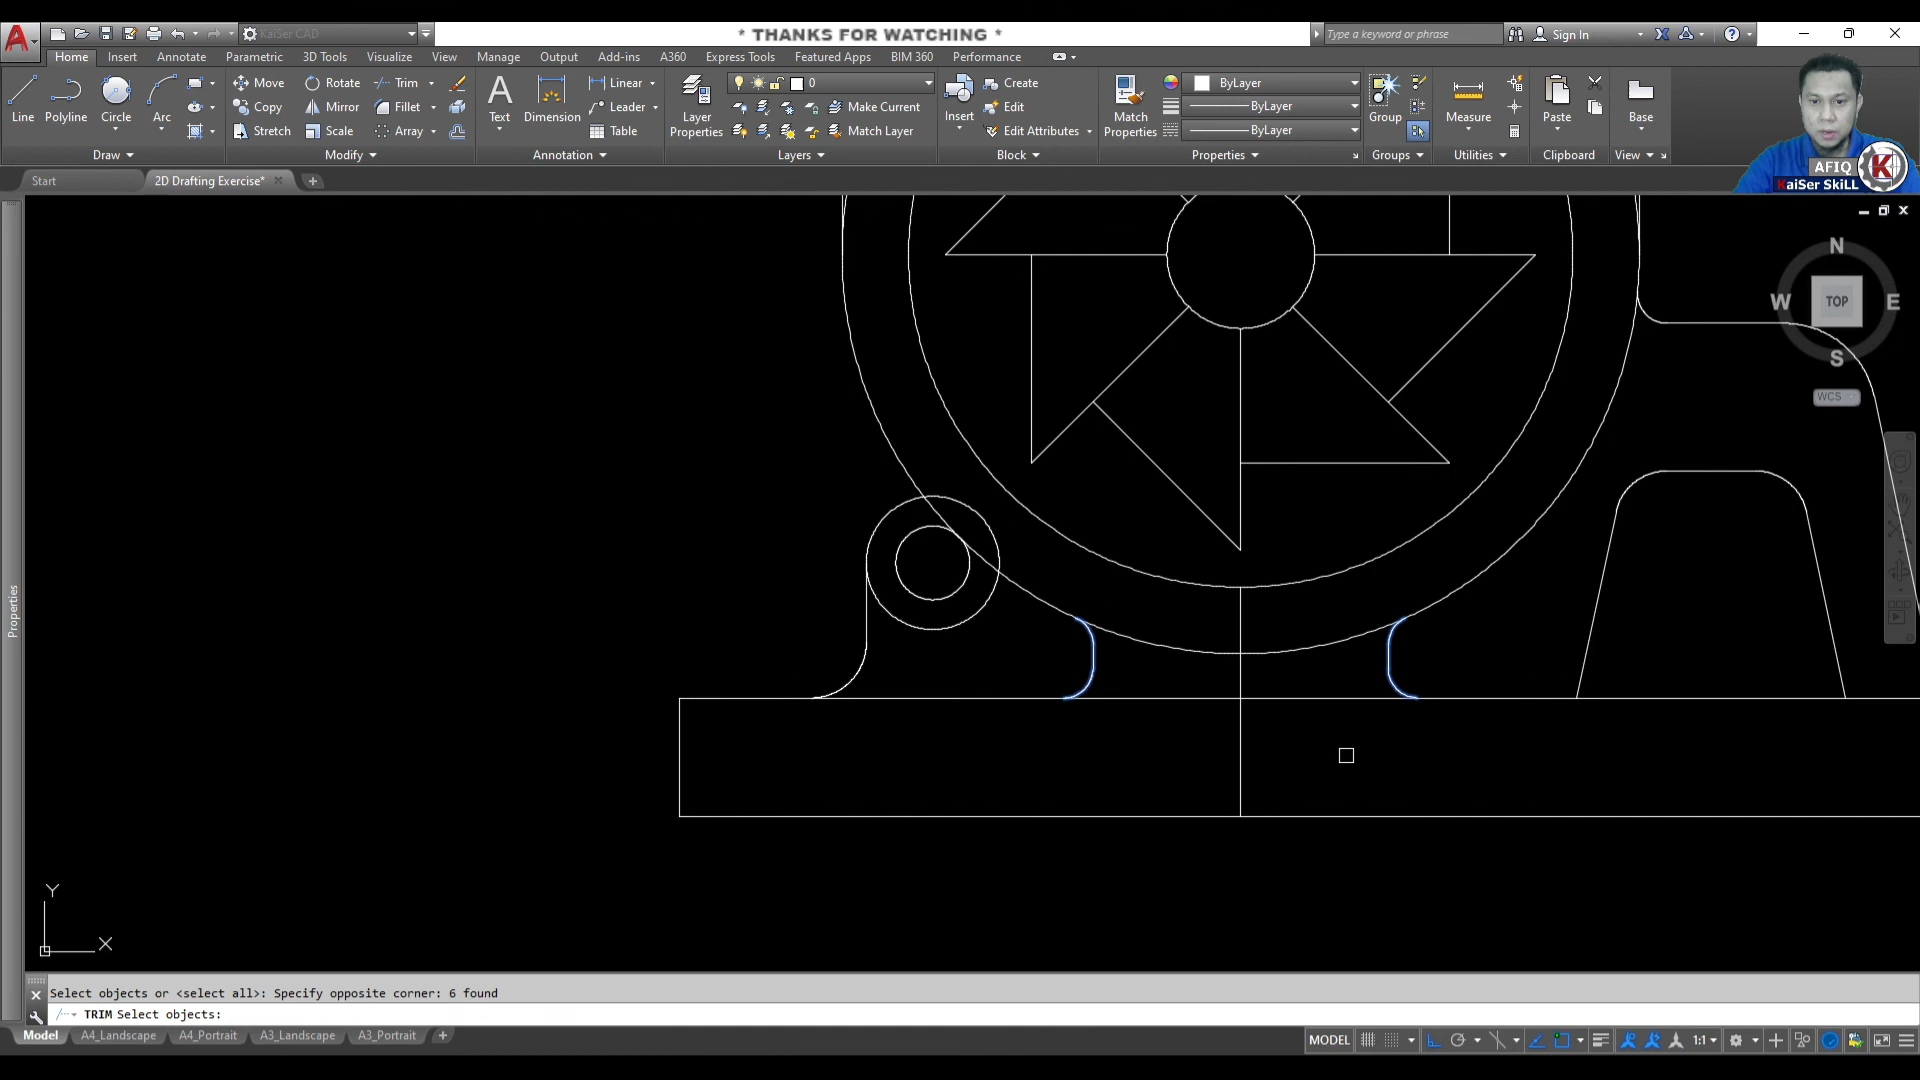 KaiSer CAD
* THANKS FOR WATCHING *
Type a keyword or phrase
Sign In
Home Insert Annotate Parametric 3D Tools Visualize View Manage Output Add-ins A360 Express Tools Featured Apps BIM 360 Performance
Line
Polyline
Circle
Arc
Draw
Move
Rotate
Trim
Copy
Mirror
Fillet
Stretch
Scale
Array
Modify
Text
Dimension
Linear
Leader
Table
Annotation
Layer
Properties
0
Make Current
Match Layer
Layers
Insert
Create
Edit
Edit Attributes
Block
Match
Properties
ByLayer
ByLayer
ByLayer
Properties
Group
Groups
Measure
Utilities
Paste
Clipboard
Base
View
AFIQ
KaiSer SkiLL
K
Start
2D Drafting Exercise*
N
W
TOP
E
S
WCS
Properties
Y
X
Select objects or <select all>: Specify opposite corner: 6 found
TRIM Select objects:
Model A4_Landscape A4_Portrait A3_Landscape A3_Portrait
MODEL
1:1